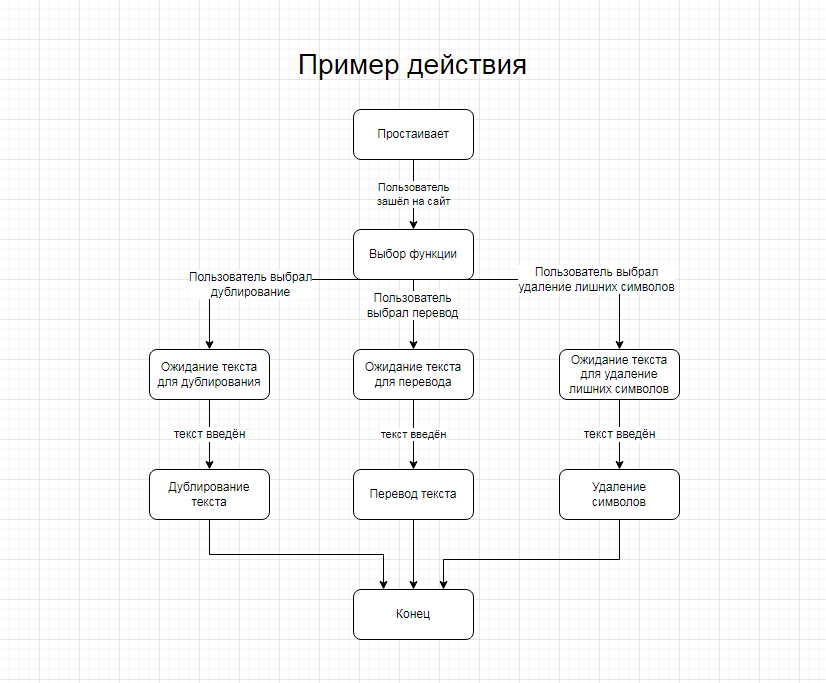 Пример действия
Простаивает
Пользователь
зашёл на сайт
Выбор функции
Пользователь выбрал
дублирование
Пользователь
выбрал перевод
Пользователь выбрал
удаление лишних символов
Ожидание текста
для дублирования
Ожидание текста
для перевода
Ожидание текста
для удаление
лишних символов
текст введён
текст введён
текст введён
Дублирование
текста
Перевод текста
Удаление
символов
Конец